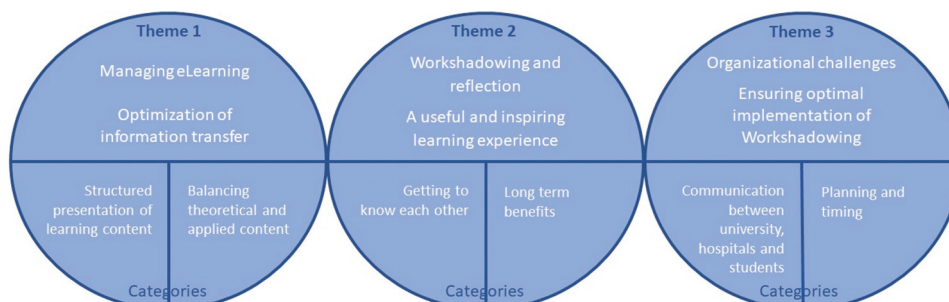 Theme 1
Managing eLearning
Optimization of
information transfer
Structured
presentation of
learning content
Balancing
theoretical and
applied content
Categories
Theme 2
Workshadowing and
reflection
A useful and inspiring
learning experience
Getting to
know each other
Long term
benefits
Theme 3
Organizational challenges
Ensuring optimal
implementation of
Workshadowing
Communication
between
university,
hospitals and
students
Planning and
timing
Categories